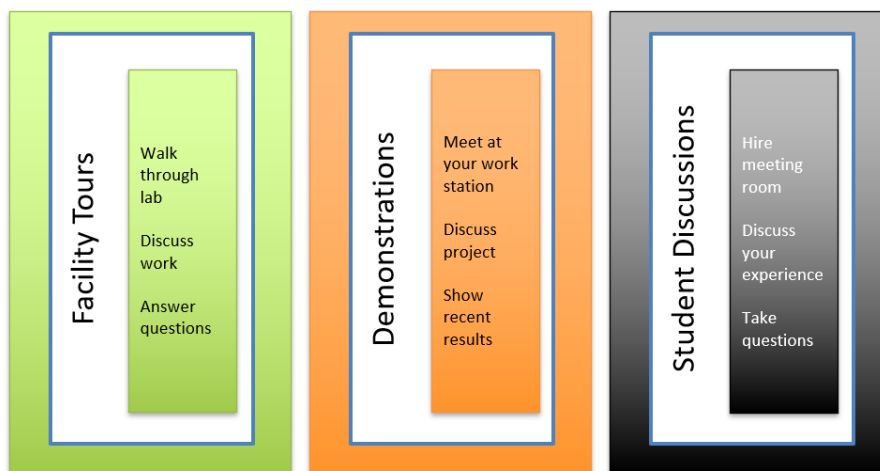 Facility Tours
Walk
through
lab
Discuss
work
Answer
questions
Demonstrations
Meet at
your work
station
Discuss
project
Show
recent
results
Student Discussions
Hire
meeting
room
Discuss
your
experience
Take
questions